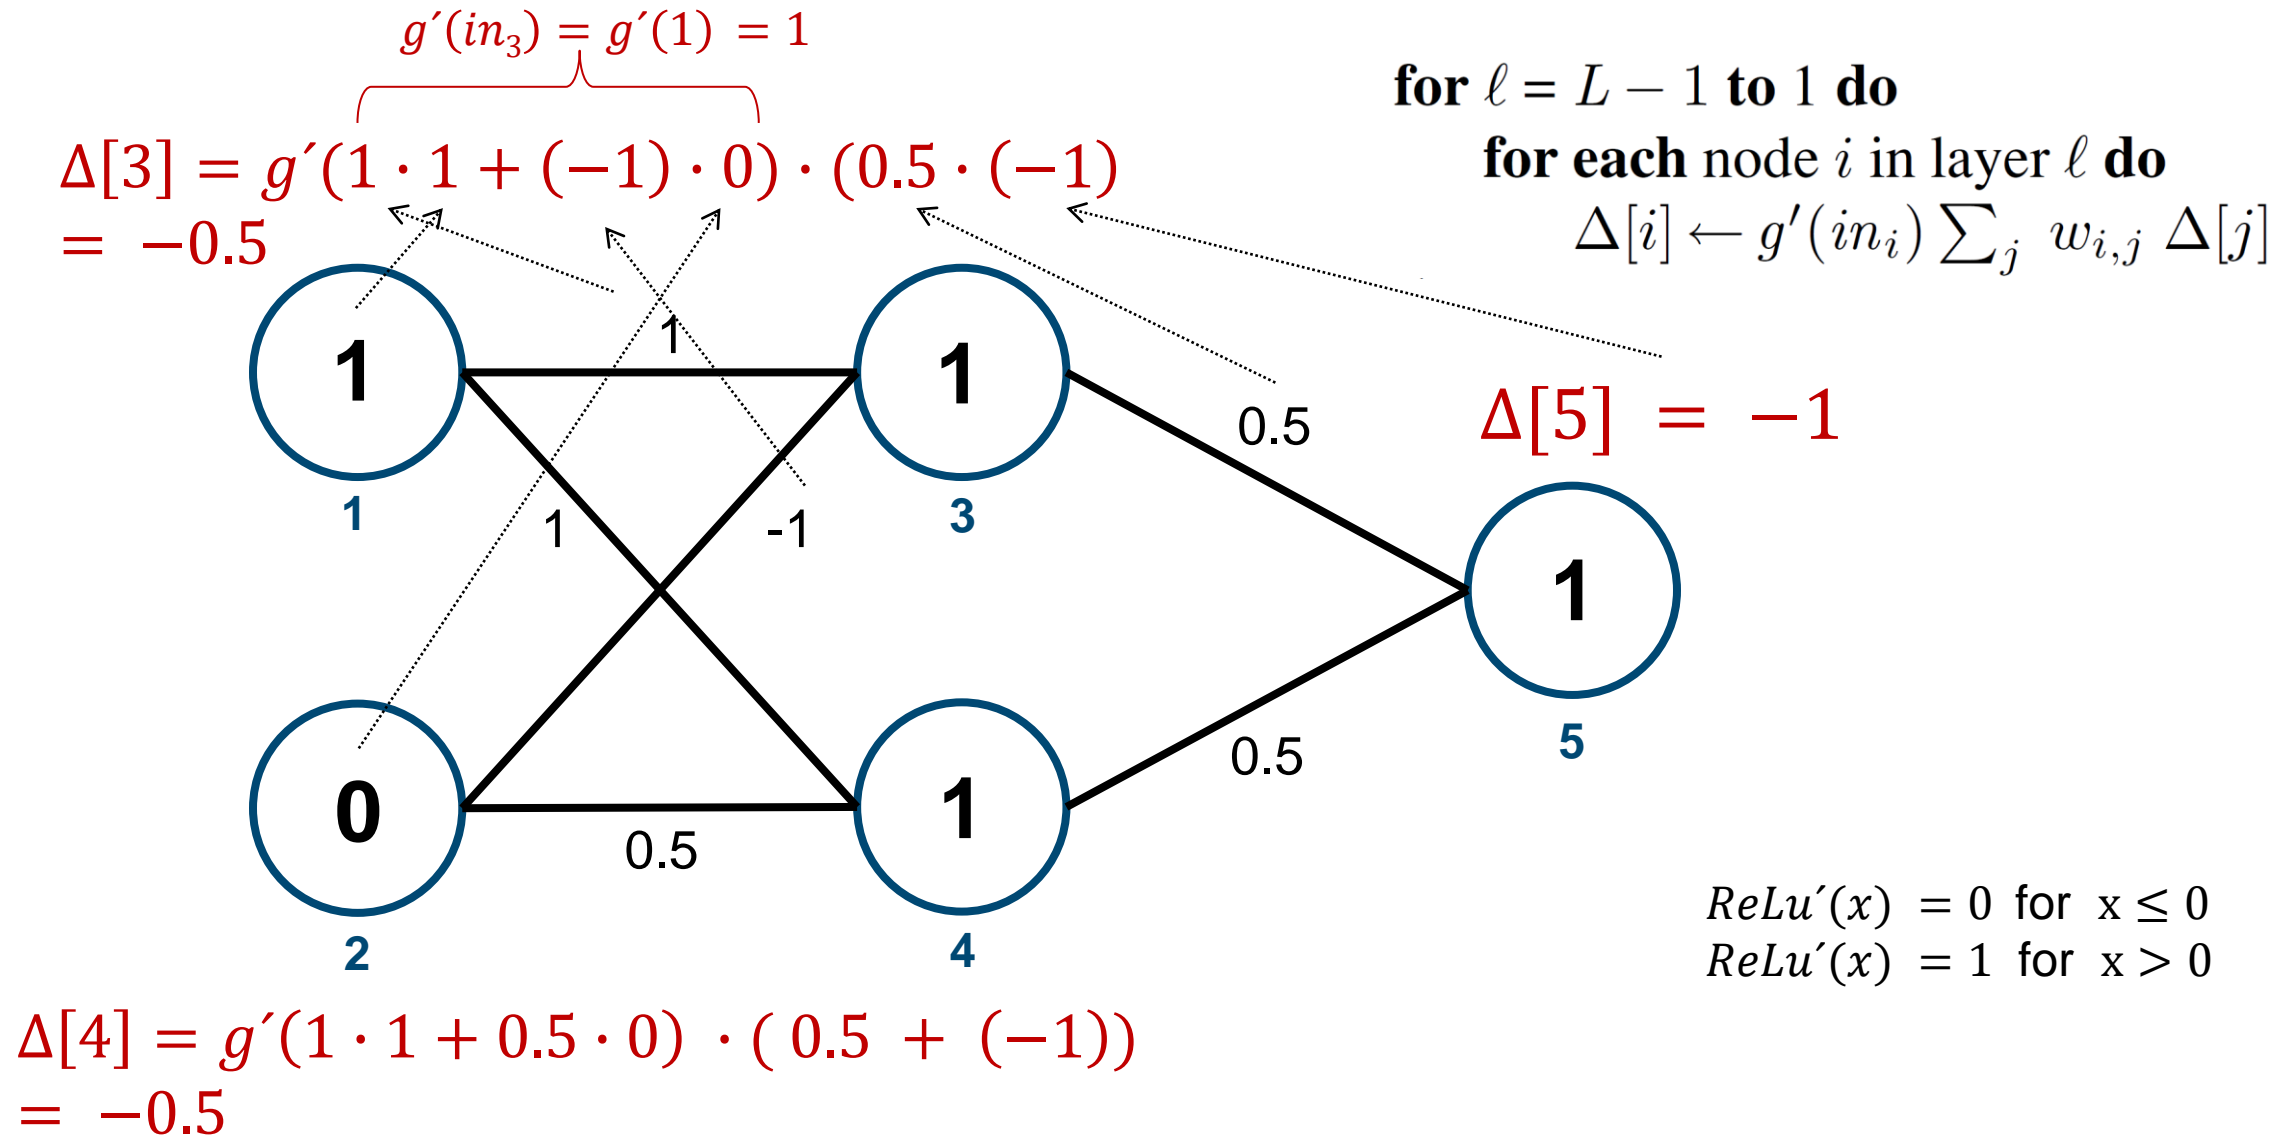 g´(in₃) = g´(1) = 1
for ℓ = L − 1 to 1 do
for each node i in layer ℓ do
Δ[i] ← g′(inᵢ) ∑ⱼ wᵢ,ⱼ Δ[j]
Δ[3] = g´(1 · 1 + (−1) · 0) · (0.5 · (−1)
= −0.5
1
1
1
0.5
Δ[5] = −1
1
3
1
-1
1
5
0
1
0.5
0.5
2
4
ReLu´(x) = 0 for x ≤ 0
ReLu´(x) = 1 for x > 0
Δ[4] = g´(1 · 1 + 0.5 · 0) · ( 0.5 + (−1))
= −0.5